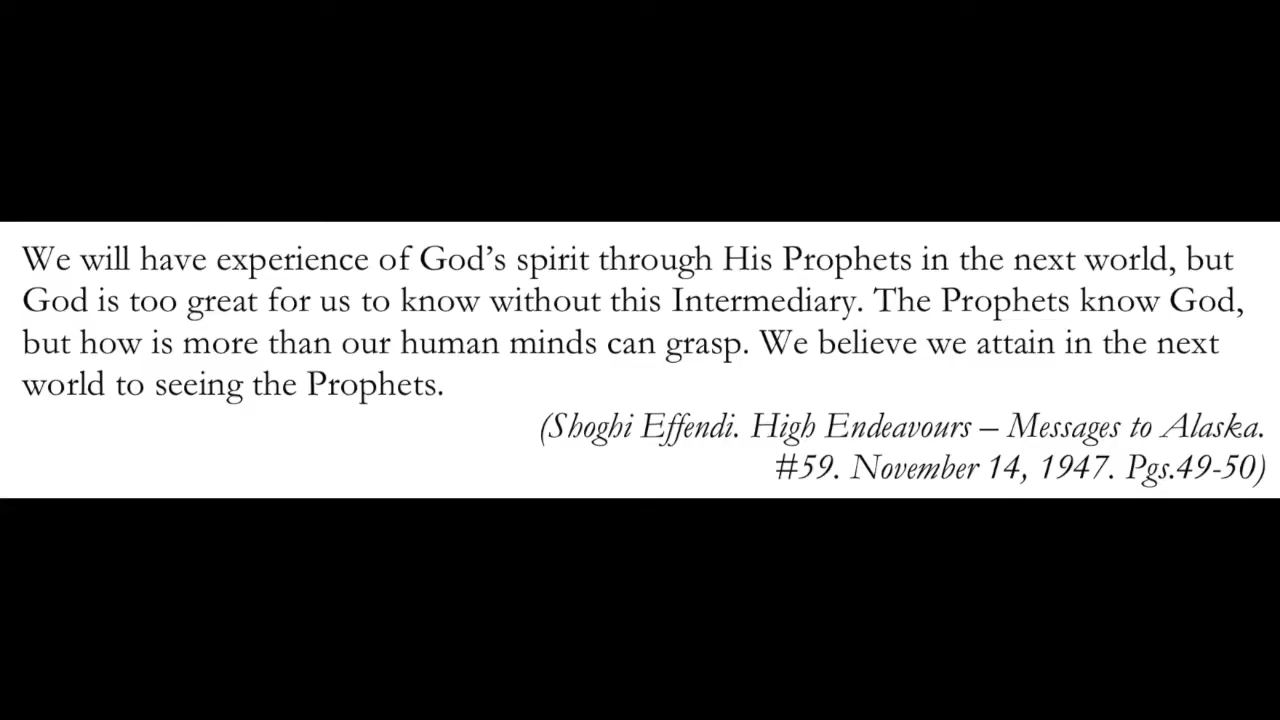 We will have experience of God’s spirit through His Prophets in the next world, but
God is too great for us to know without this Intermediary. The Prophets know God,
but how is more than our human minds can grasp. We believe we attain in the next
world to seeing the Prophets.
(Shoghi Effendi. High Endeavours – Messages to Alaska.
#59. November 14, 1947. Pgs.49-50)